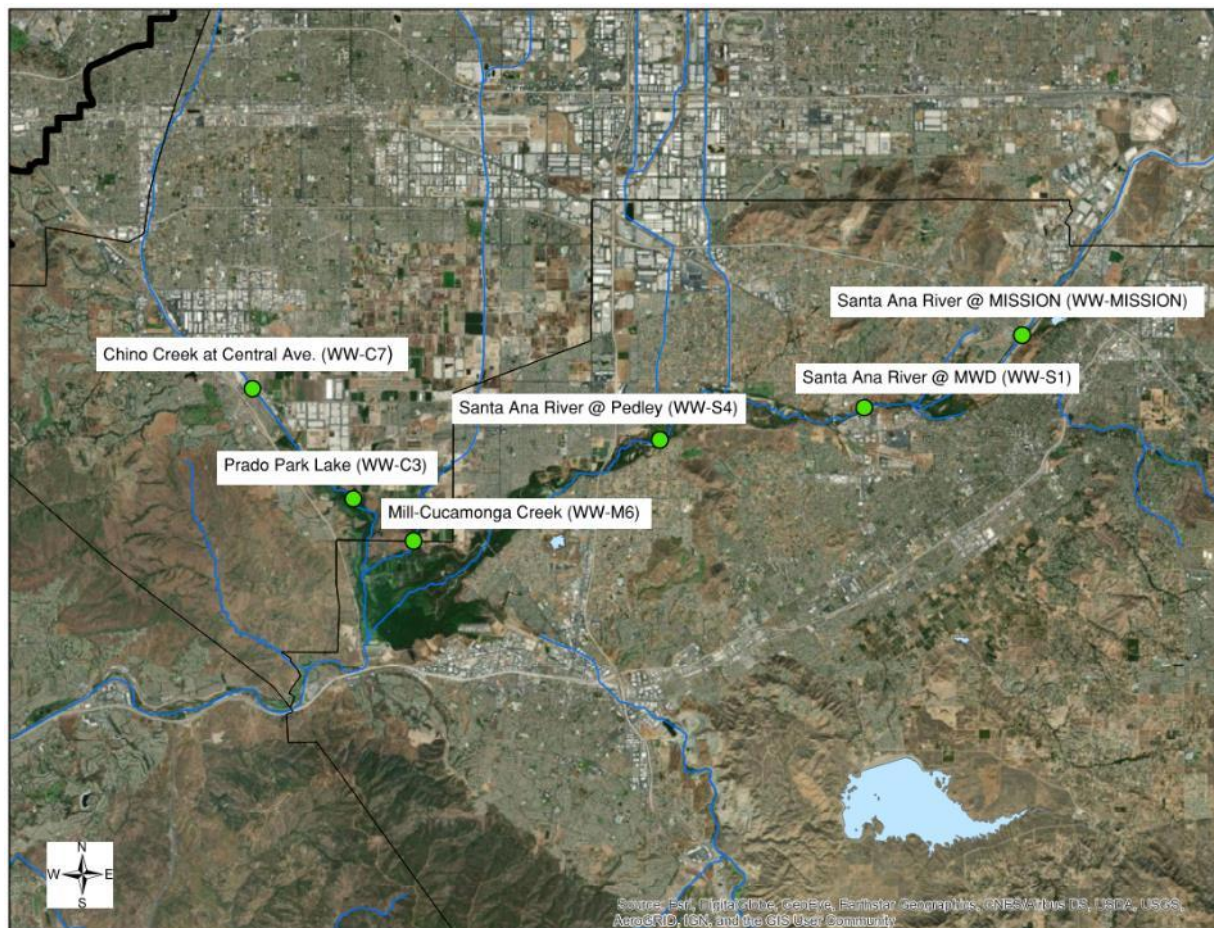 Santa Ana River @ MISSION (WW-MISSION)
Chino Creek at Central Ave. (WW-C7)
Santa Ana River @ MWD (WW-S1)
Santa Ana River @ Pedley (WW-S4)
Prado Park Lake (WW-C3)
Mill-Cucamonga Creek (WW-M6)
N
W E
S
Source: Esri, DigitalGlobe, GeoEye, Earthstar Geographics, CNES/Airbus DS, USDA, USGS,
AeroGRID, IGN, and the GIS User Community